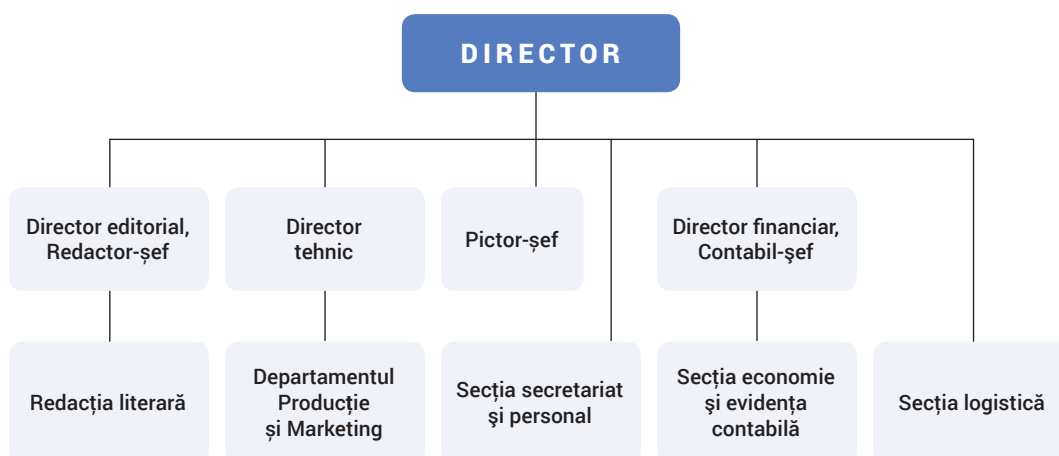 DIRECTOR
Director editorial,
Redactor-șef
Director
tehnic
Pictor-șef
Director financiar,
Contabil-şef
Redacția literară
Departamentul
Producție
și Marketing
Secția secretariat
şi personal
Secția economie
şi evidența
contabilă
Secția logistică